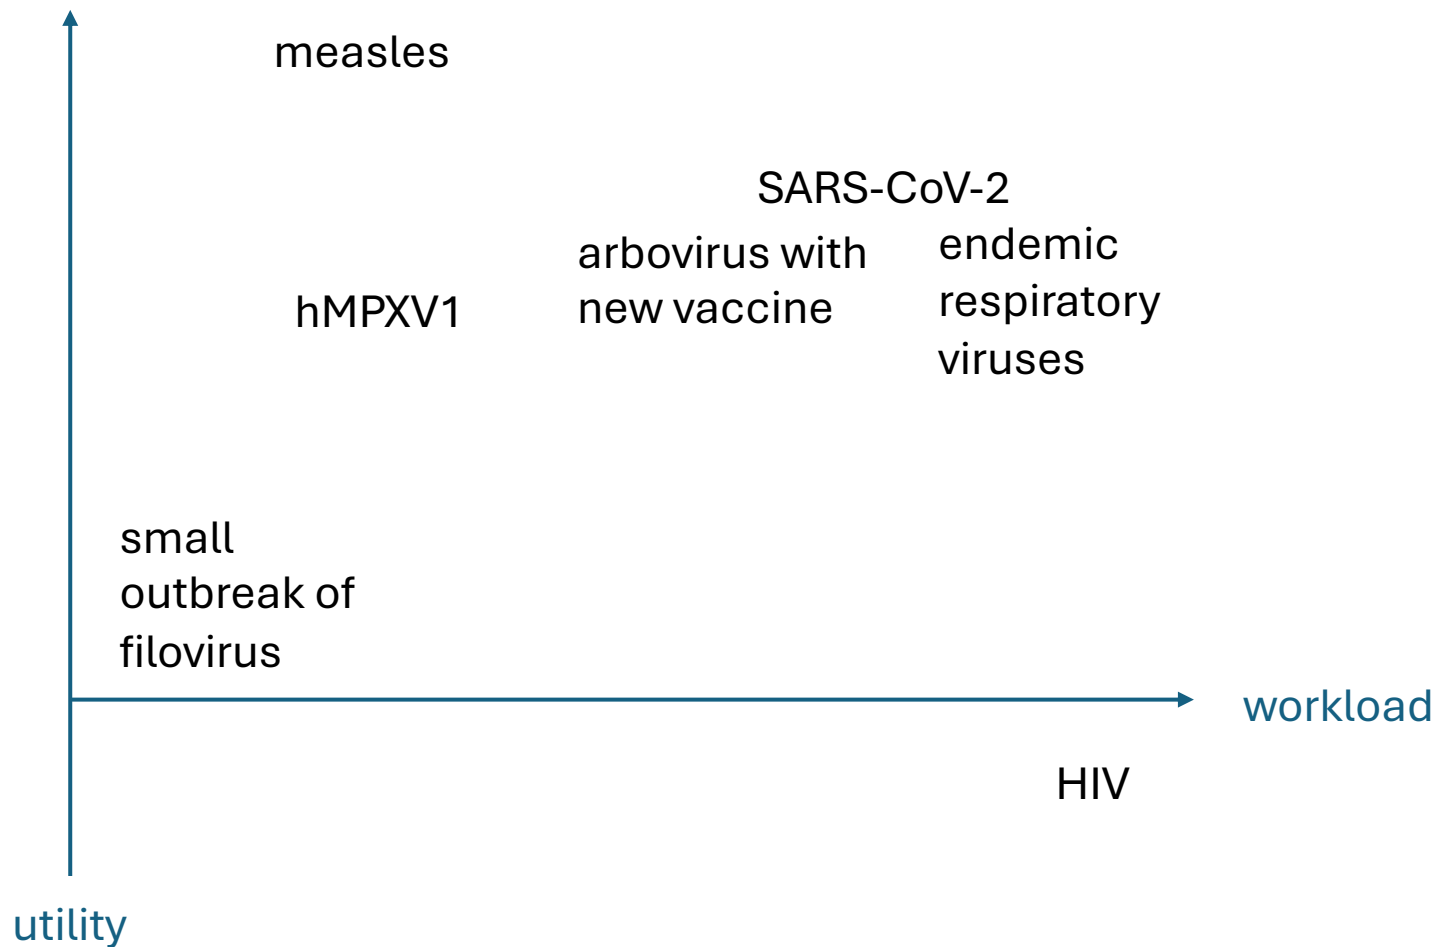 measles
SARS-CoV-2
arbovirus with
new vaccine
endemic
respiratory
viruses
hMPXV1
small
outbreak of
filovirus
workload
HIV
utility